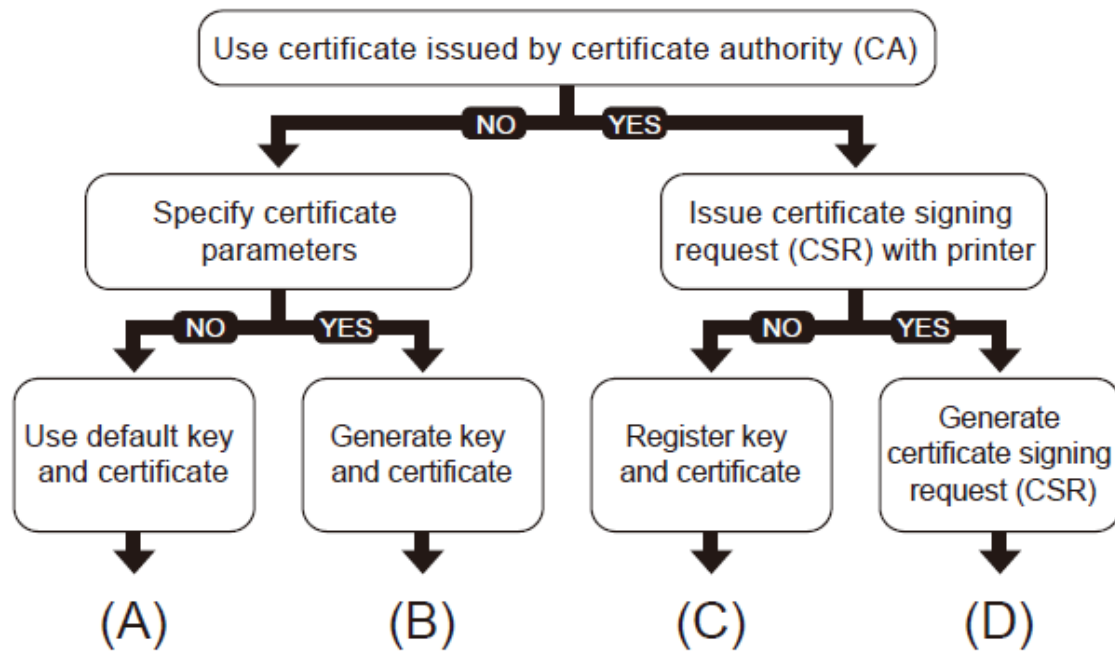 Use certificate issued by certificate authority (CA)
NO
YES
Specify certificate
parameters
Issue certificate signing
request (CSR) with printer
NO
YES
NO
YES
Use default key
and certificate
Generate key
and certificate
Register key
and certificate
Generate
certificate signing
request (CSR)
(A)
(B)
(C)
(D)